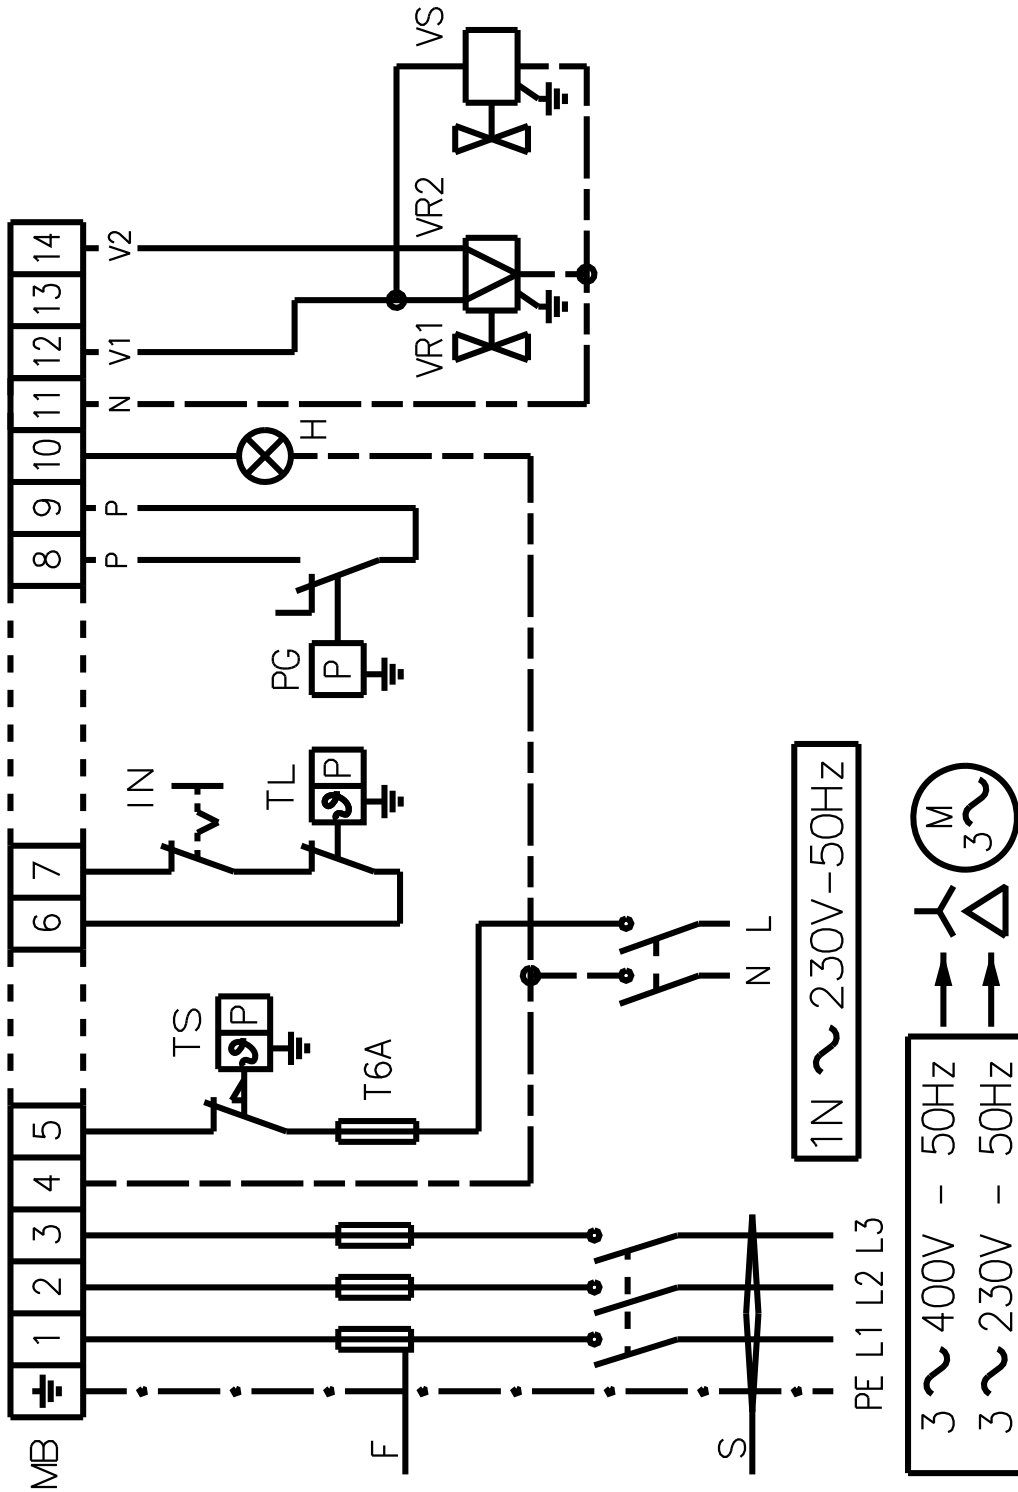 MB
1
2
3
4
5
6
7
8
9
10
11
12
13
14
P
P
N
V1
V2
TS
P
IN
TL
P
PG
P
H
VR1
VR2
VS
F
T6A
S
PE L1 L2 L3
N L
1N ~ 230V-50Hz
3 ~ 400V - 50Hz
3 ~ 230V - 50Hz
M
3 ~